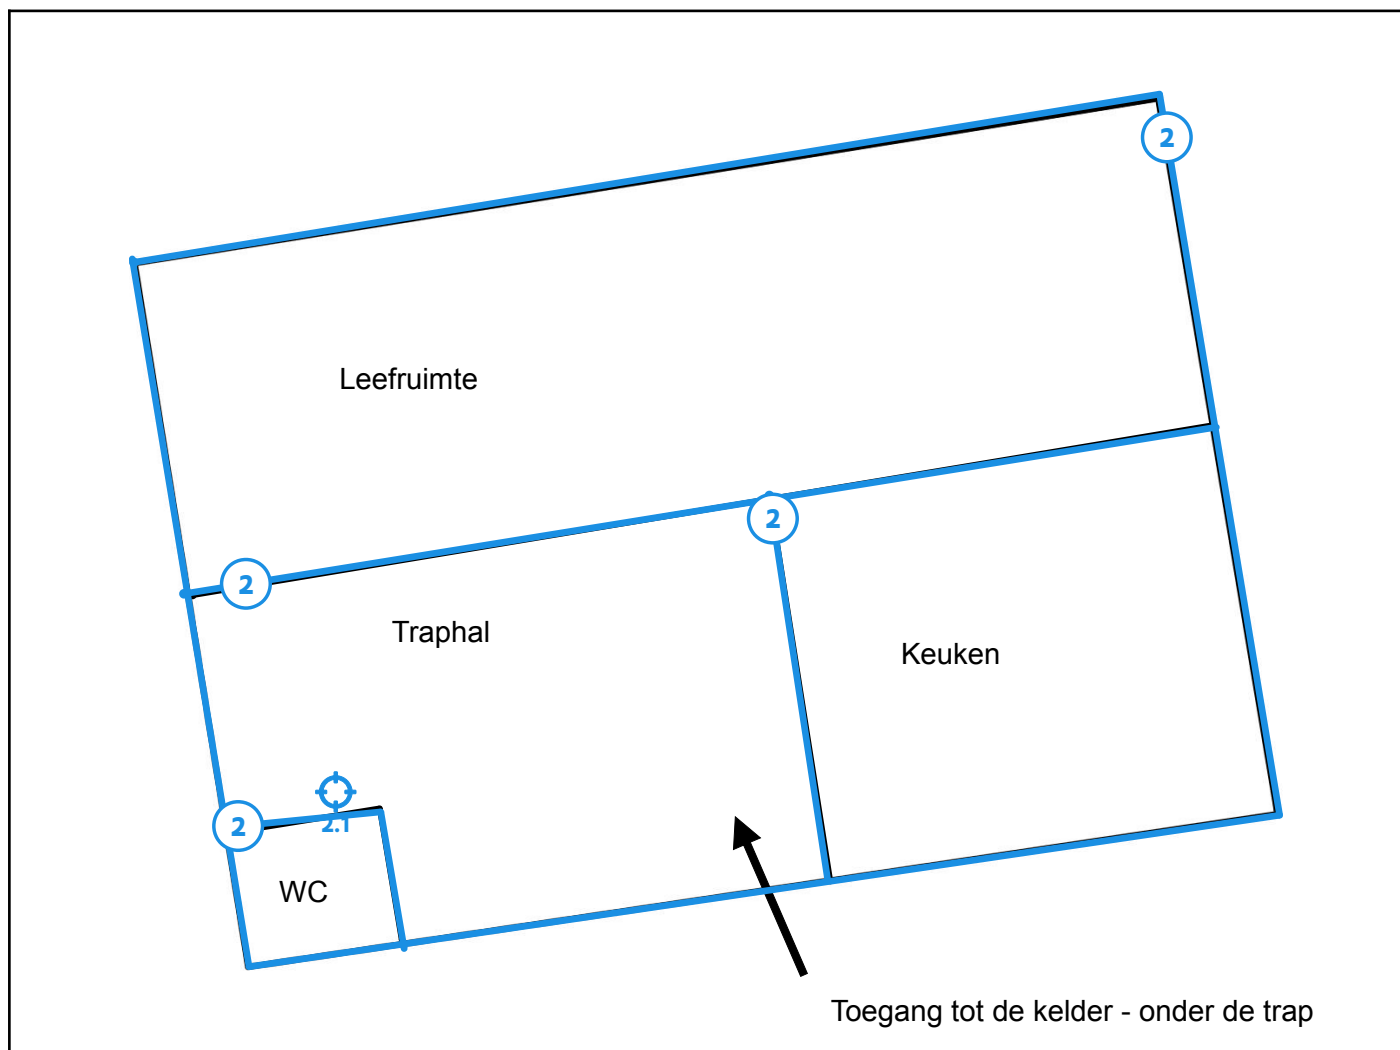 2
Leefruimte
2
2
Traphal
Keuken
2
2.1
WC
Toegang tot de kelder - onder de trap